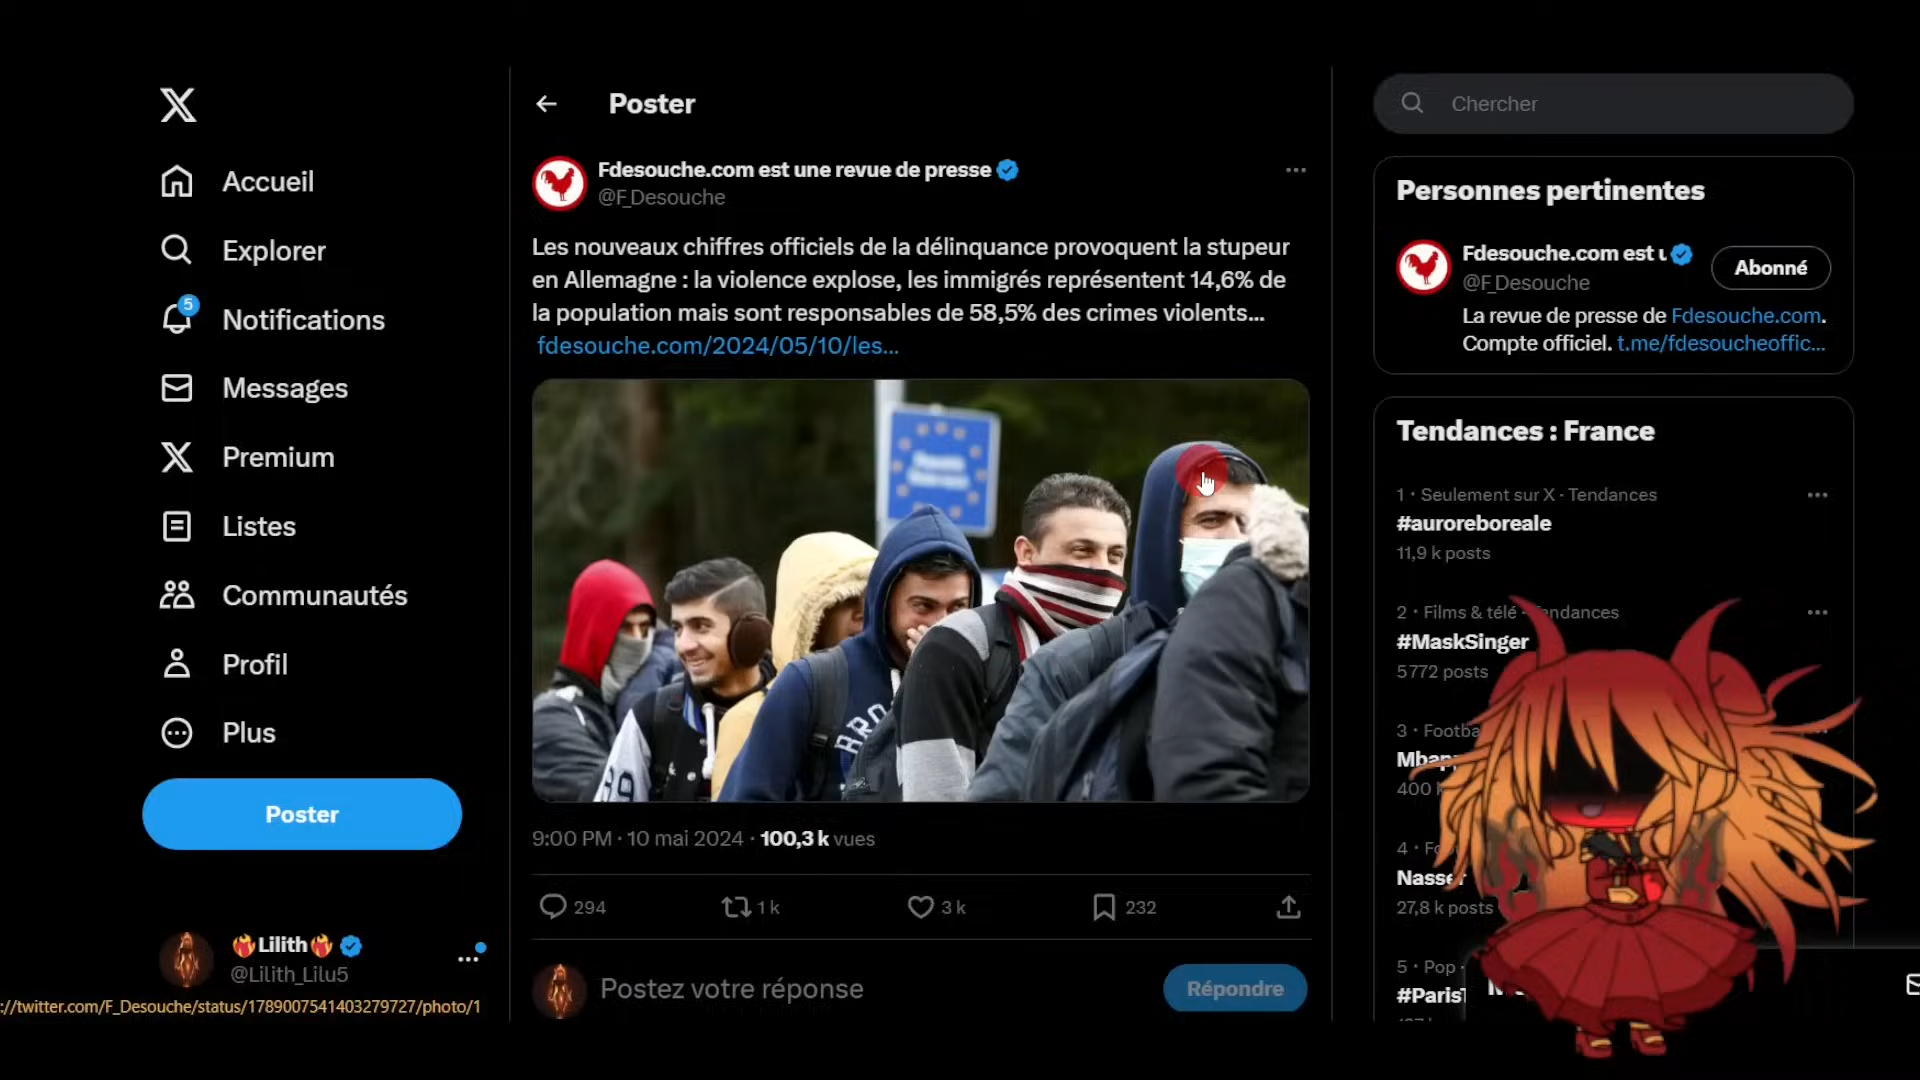 Accueil
Explorer
5
Notifications
Messages
Premium
Listes
Communautés
Profil
Plus
Poster
Lilith
@Lilith_Lilu5
://twitter.com/F_Desouche/status/1789007541403279727/photo/1
Poster
Fdesouche.com est une revue de presse
@F_Desouche
Les nouveaux chiffres officiels de la délinquance provoquent la stupeur
en Allemagne : la violence explose, les immigrés représentent 14,6% de
la population mais sont responsables de 58,5% des crimes violents...
fdesouche.com/2024/05/10/les...
9:00 PM · 10 mai 2024 · 100,3 k vues
294
1 k
3 k
232
Postez votre réponse
Répondre
Chercher
Personnes pertinentes
Fdesouche.com est
Abonné
@F_Desouche
La revue de presse de Fdesouche.com.
Compte officiel. t.me/fdesoucheoffic...
Tendances : France
1 · Seulement sur X · Tendances
#auroreboreale
11,9 k posts
2 · Films & télé
#MaskSinger
5 772 posts
3 ·
400
4 ·
Nasser
27,8 k posts
5 · Pop